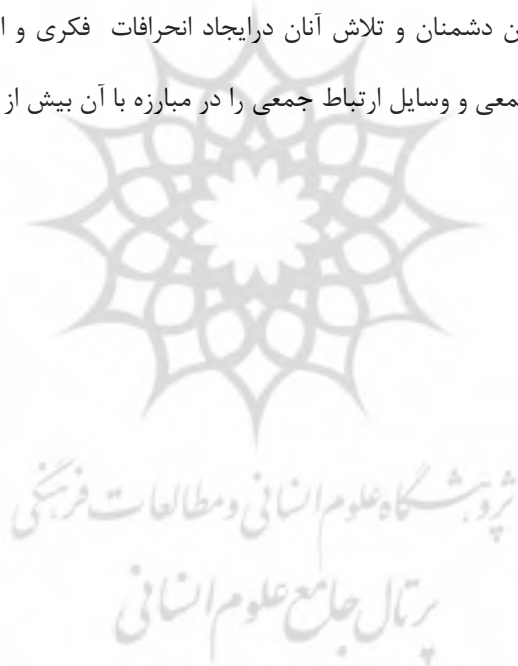 ن دشمنان و تلاش آنان درایجاد انحرافات فکری و ا
جمعی و وسایل ارتباط جمعی را در مبارزه با آن بیش از
پژوهشگاه علوم انسانی و مطالعات فرهنگی
پرتال جامع علوم انسانی